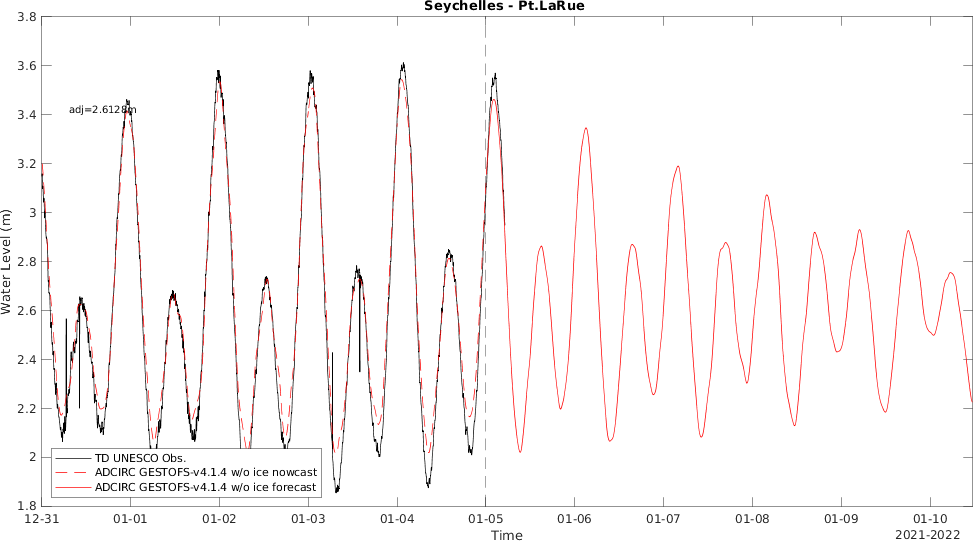 Seychelles - Pt.LaRue
3.8
3.6
3.4
3.2
3
2.8
2.6
2.4
2.2
2
1.8
Water Level (m)
adj=2.6128m
TD UNESCO Obs.
ADCIRC GESTOFS-v4.1.4 w/o ice nowcast
ADCIRC GESTOFS-v4.1.4 w/o ice forecast
12-31 01-01 01-02 01-03 01-04 01-05 01-06 01-07 01-08 01-09 01-10
Time
2021-2022